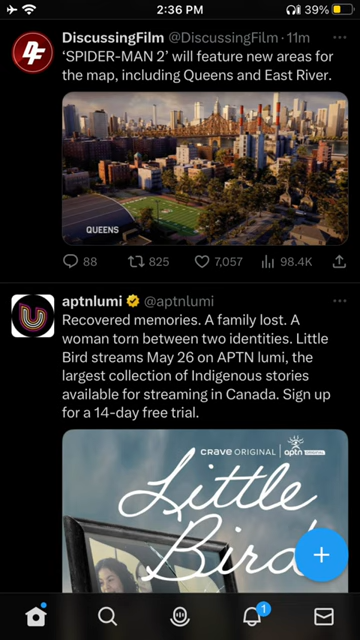 2:36 PM
39%
DiscussingFilm @DiscussingFilm · 11m
‘SPIDER-MAN 2’ will feature new areas for
the map, including Queens and East River.
QUEENS
88 825 7,057 98.4K
aptnlumi @aptnlumi
Recovered memories. A family lost. A
woman torn between two identities. Little
Bird streams May 26 on APTN lumi, the
largest collection of Indigenous stories
available for streaming in Canada. Sign up
for a 14-day free trial.
CRAVE ORIGINAL | aptn
Little
Bird
1